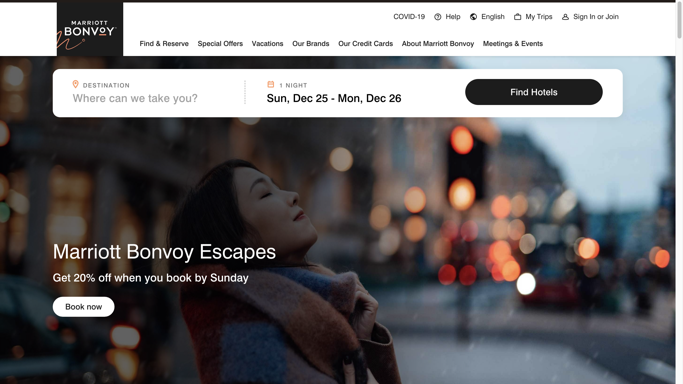 MARRIOTT
BONVOY
COVID-19 Help English My Trips Sign In or Join
Find & Reserve Special Offers Vacations Our Brands Our Credit Cards About Marriott Bonvoy Meetings & Events
DESTINATION
Where can we take you?
1 NIGHT
Sun, Dec 25 - Mon, Dec 26
Find Hotels
Marriott Bonvoy Escapes
Get 20% off when you book by Sunday
Book now